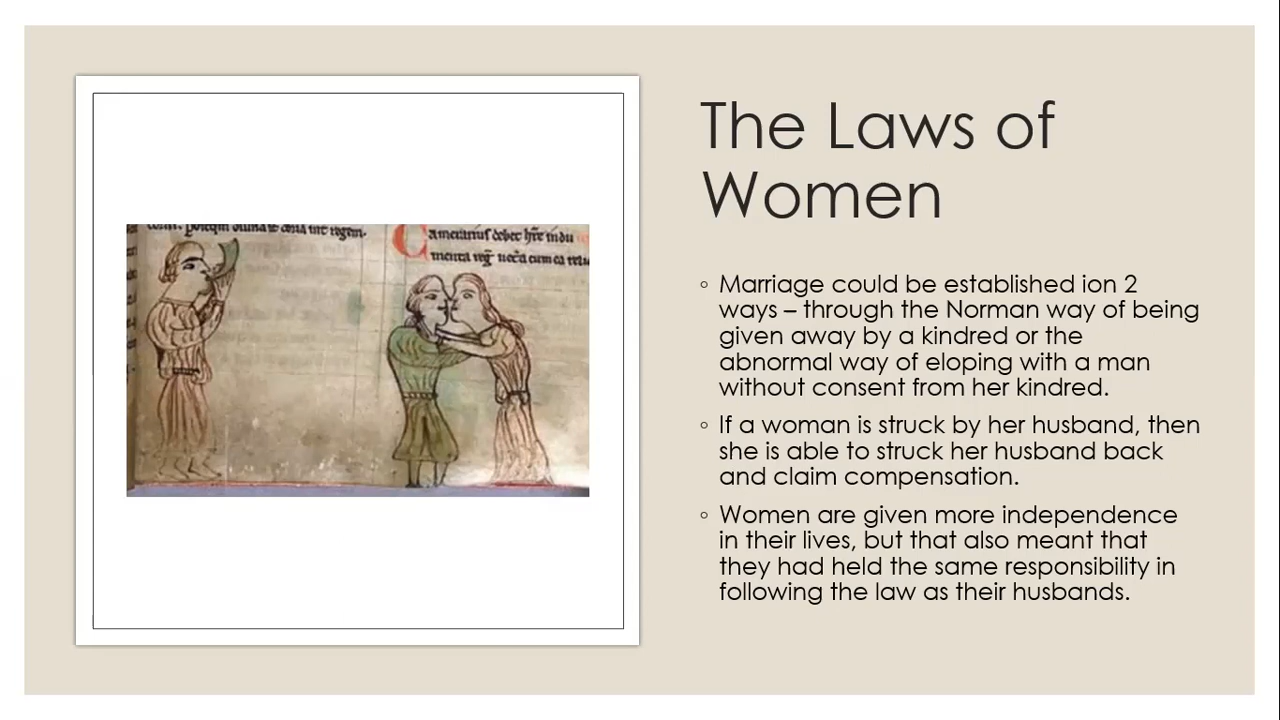 The Laws of
Women
◦ Marriage could be established ion 2
ways – through the Norman way of being
given away by a kindred or the
abnormal way of eloping with a man
without consent from her kindred.
◦ If a woman is struck by her husband, then
she is able to struck her husband back
and claim compensation.
◦ Women are given more independence
in their lives, but that also meant that
they had held the same responsibility in
following the law as their husbands.